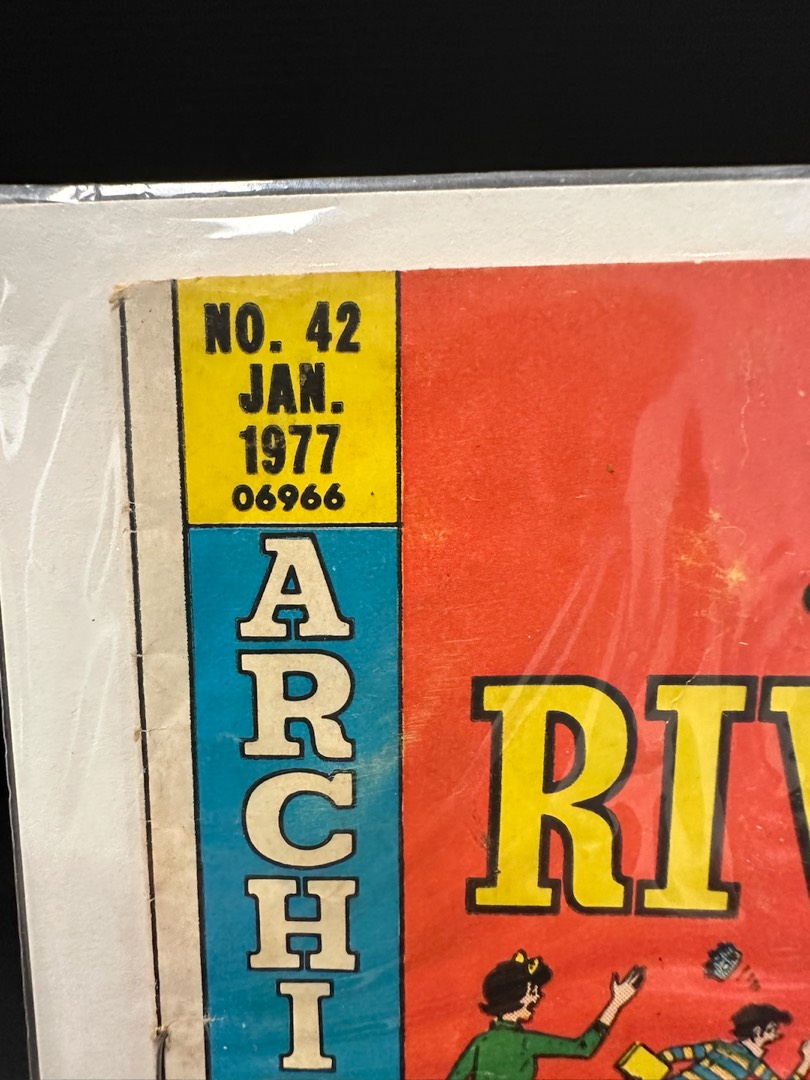 NO. 42
JAN.
1977
06966
ARCHI
RIV